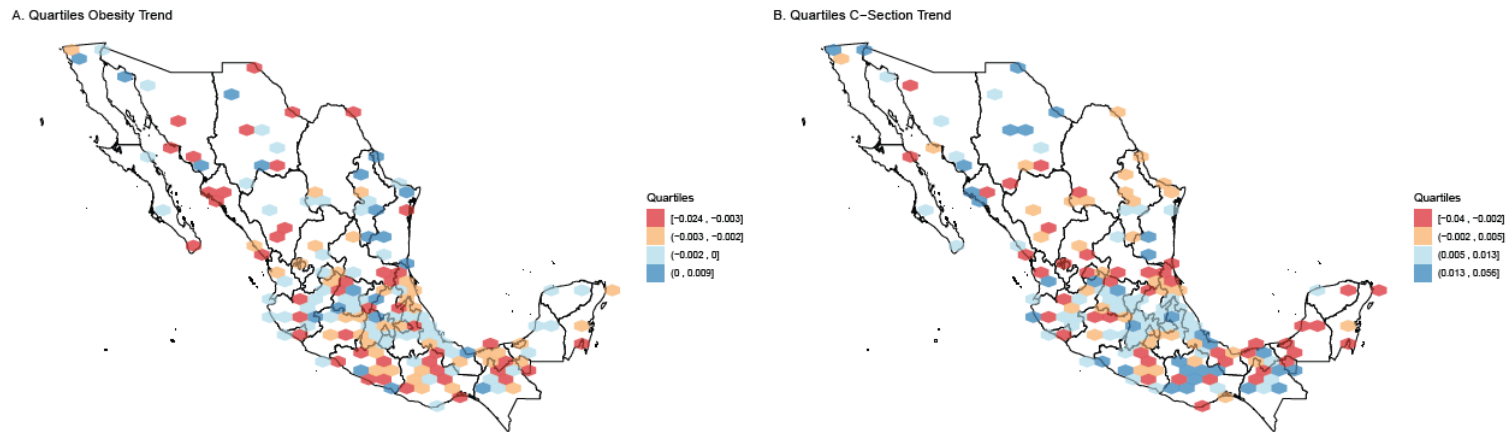 A. Quartiles Obesity Trend
Quartiles
[−0.024 , −0.003]
(−0.003 , −0.002]
(−0.002 , 0]
(0 , 0.009]
B. Quartiles C−Section Trend
Quartiles
[−0.04 , −0.002]
(−0.002 , 0.005]
(0.005 , 0.013]
(0.013 , 0.056]